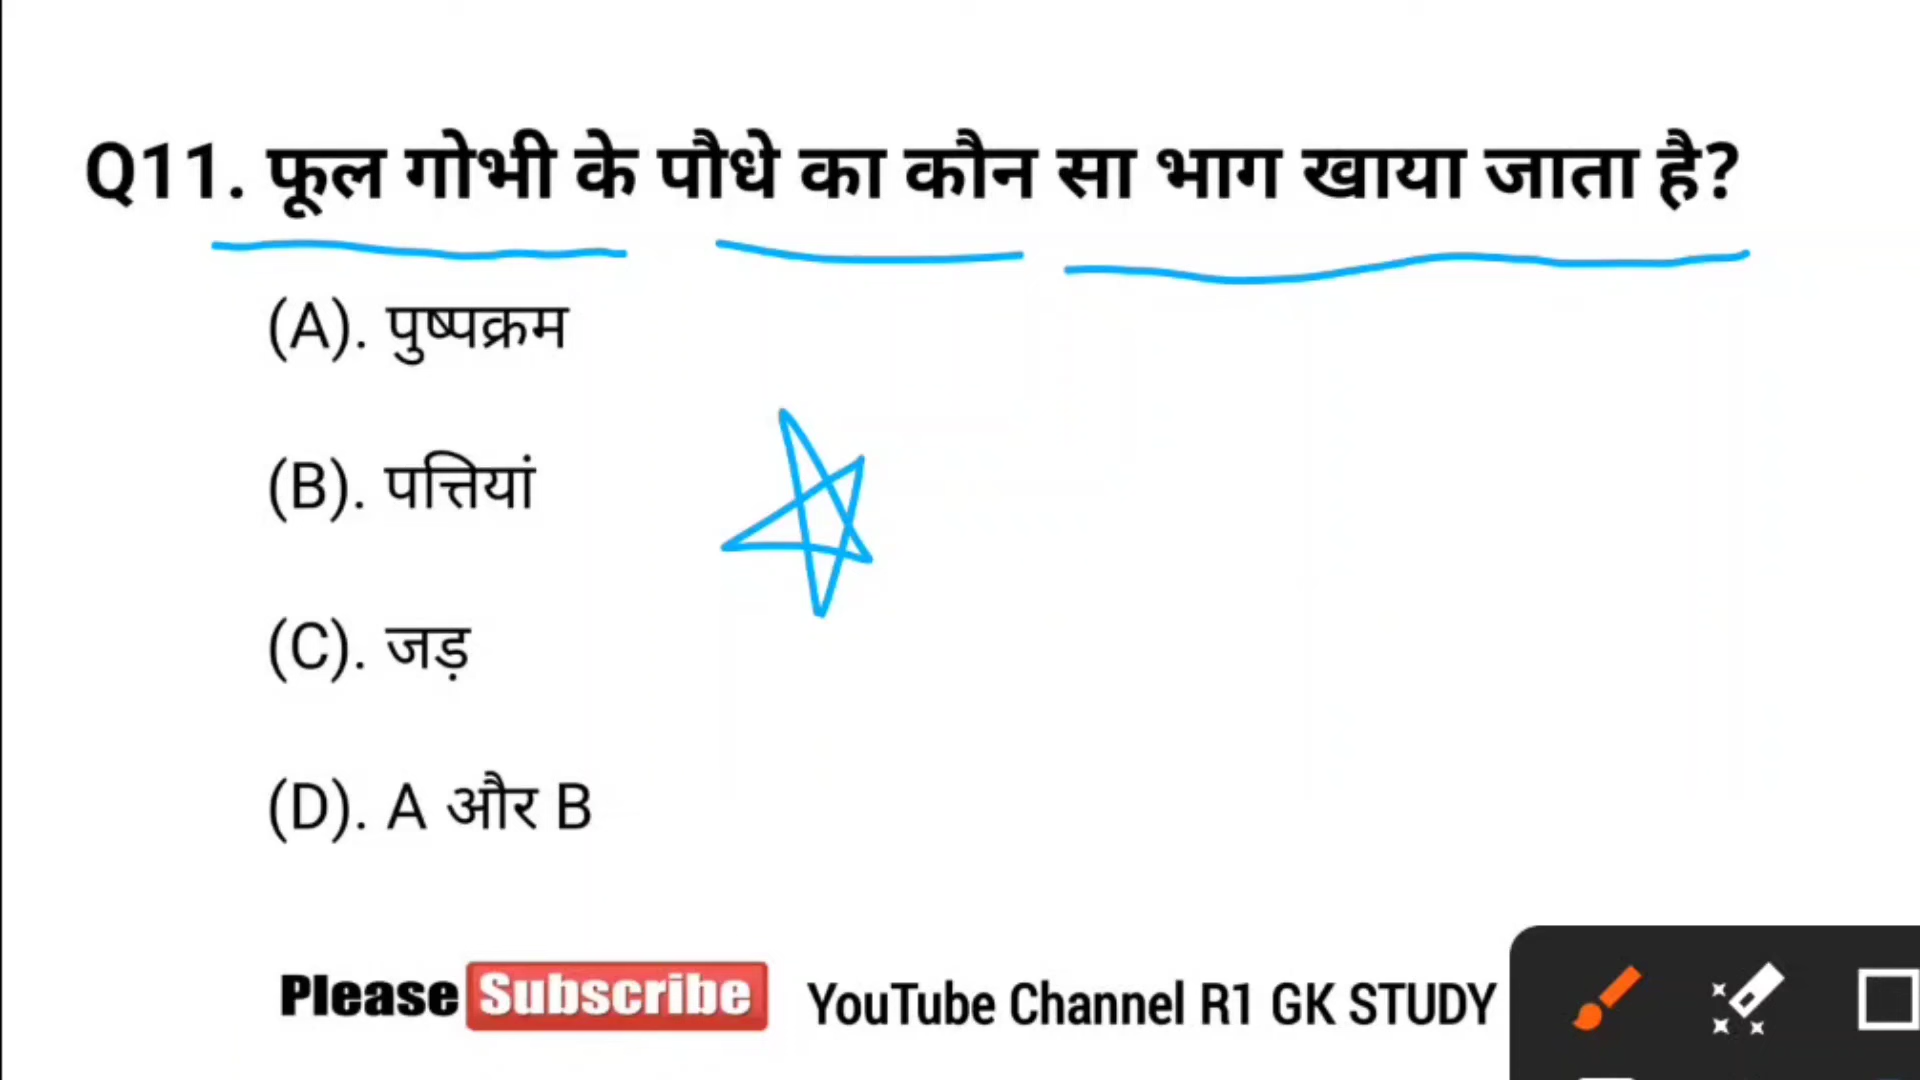 Q11. फूल गोभी के पौधे का कौन सा भाग खाया जाता है?
(A). पुष्पक्रम
(B). पत्तियां
(C). जड़
(D). A और B
Please Subscribe YouTube Channel R1 GK STUDY